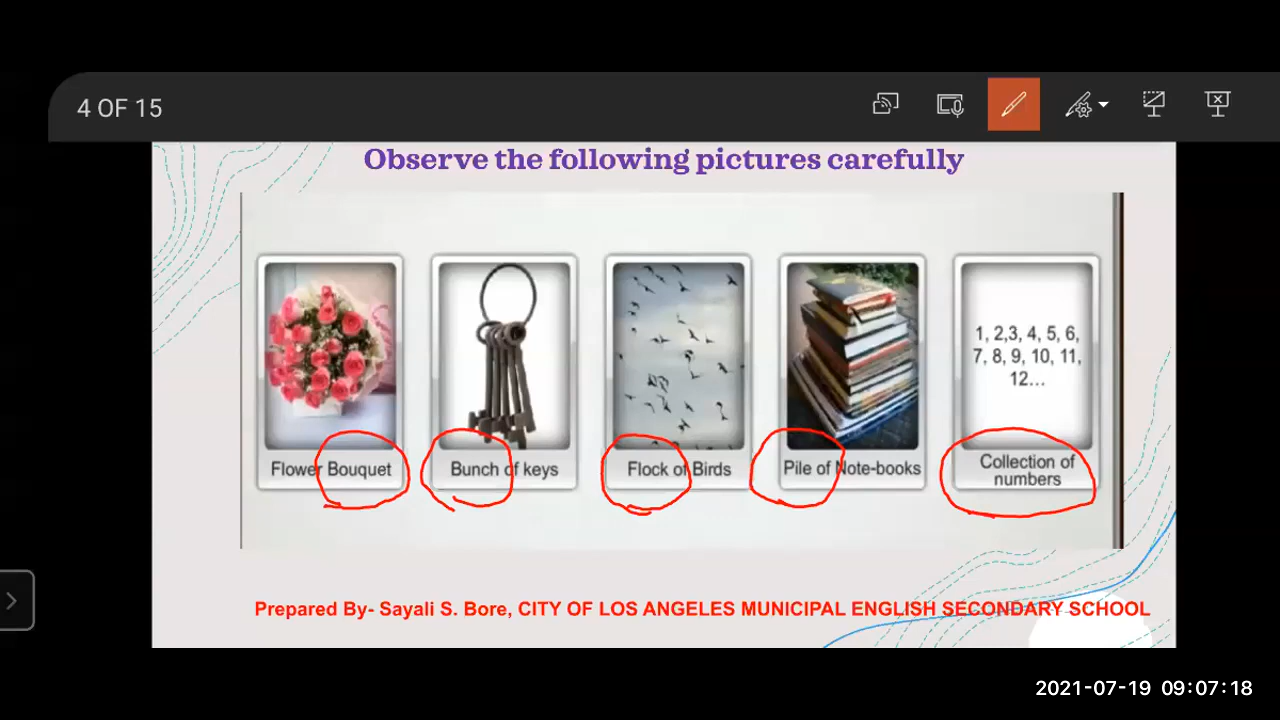 4 OF 15
Observe the following pictures carefully
1, 2,3, 4, 5, 6,
7, 8, 9, 10, 11,
12...
Flower Bouquet
Bunch of keys
Flock of Birds
Pile of Note-books
Collection of
numbers
Prepared By- Sayali S. Bore, CITY OF LOS ANGELES MUNICIPAL ENGLISH SECONDARY SCHOOL
2021-07-19 09:07:18